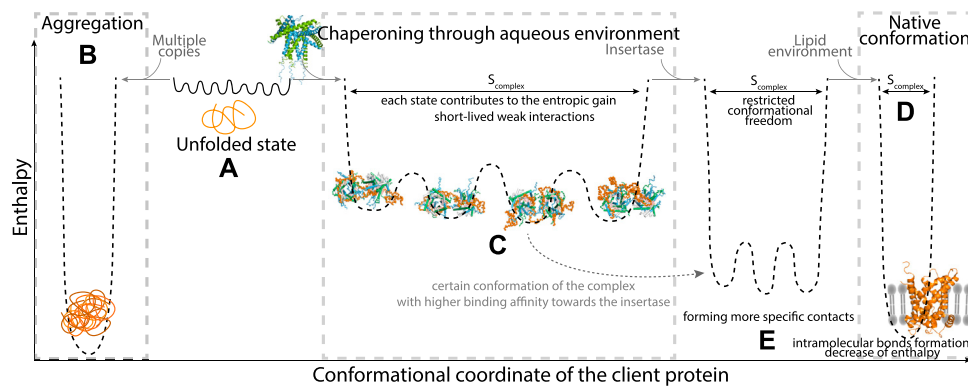 Aggregation
B
Multiple
copies
Unfolded state
A
Chaperoning through aqueous environment
Insertase
S complex
each state contributes to the entropic gain
short-lived weak interactions
C
certain conformation of the complex
with higher binding affinity towards the insertase
S complex
restricted
conformational
freedom
Lipid
environment
Native
conformation
S complex
D
forming more specific contacts
E
intramolecular bonds formation
decrease of enthalpy
Enthalpy
Conformational coordinate of the client protein